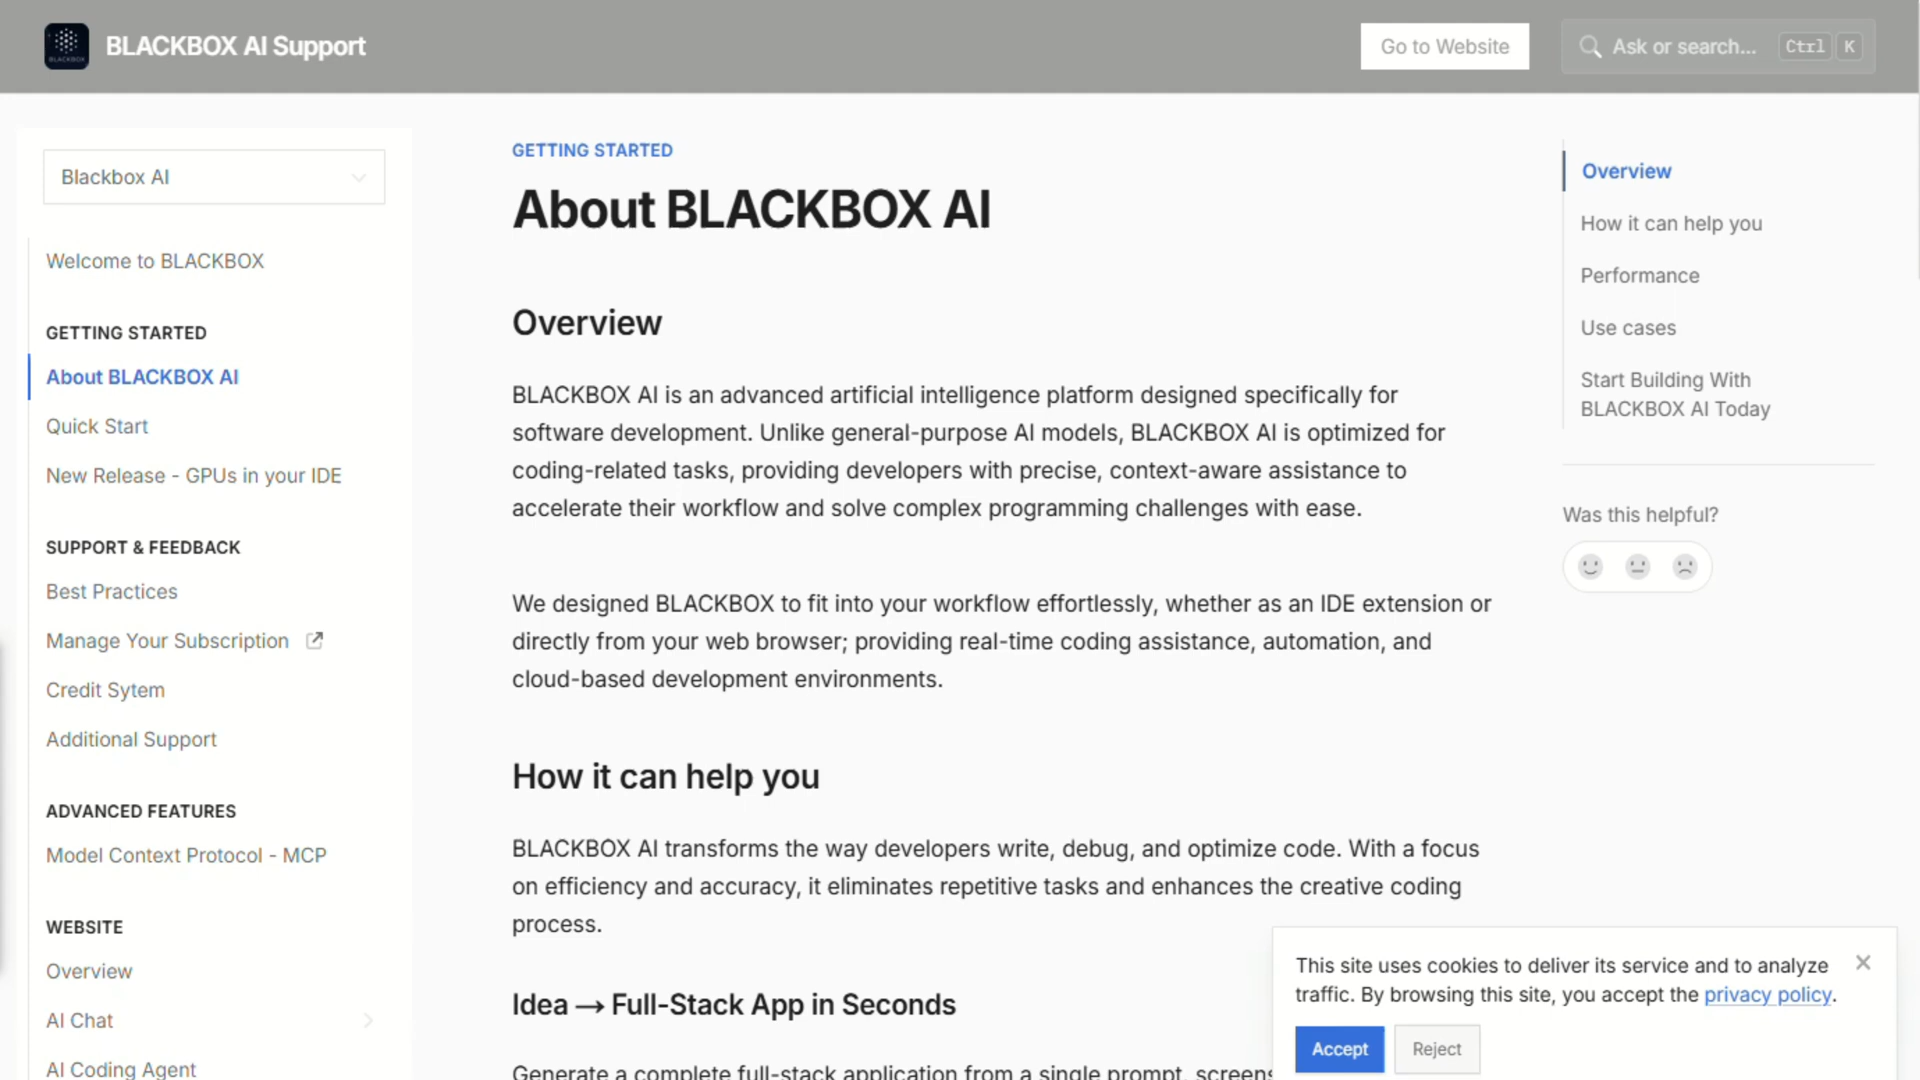 BLACKBOX
BLACKBOX AI Support
Go to Website
Ask or search...
Ctrl
K
Blackbox AI
Welcome to BLACKBOX
GETTING STARTED
About BLACKBOX AI
Quick Start
New Release - GPUs in your IDE
SUPPORT & FEEDBACK
Best Practices
Manage Your Subscription
Credit Sytem
Additional Support
ADVANCED FEATURES
Model Context Protocol - MCP
WEBSITE
Overview
AI Chat
AI Coding Agent
GETTING STARTED
About BLACKBOX AI
Overview
BLACKBOX AI is an advanced artificial intelligence platform designed specifically for
software development. Unlike general-purpose AI models, BLACKBOX AI is optimized for
coding-related tasks, providing developers with precise, context-aware assistance to
accelerate their workflow and solve complex programming challenges with ease.
We designed BLACKBOX to fit into your workflow effortlessly, whether as an IDE extension or
directly from your web browser; providing real-time coding assistance, automation, and
cloud-based development environments.
How it can help you
BLACKBOX AI transforms the way developers write, debug, and optimize code. With a focus
on efficiency and accuracy, it eliminates repetitive tasks and enhances the creative coding
process.
Idea → Full-Stack App in Seconds
Generate a complete full-stack application from a single prompt, screens
Overview
How it can help you
Performance
Use cases
Start Building With
BLACKBOX AI Today
Was this helpful?
This site uses cookies to deliver its service and to analyze
traffic. By browsing this site, you accept the privacy policy.
Accept
Reject